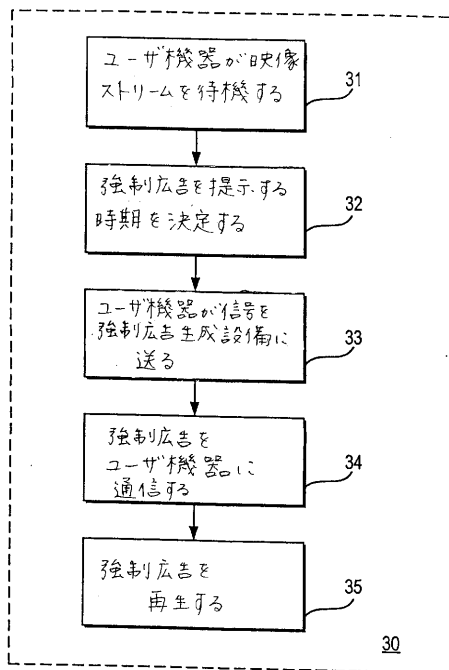 ユーザ機器が映像
ストリームを待機する
31
強制広告を提示する
時期を決定する
32
ユーザ機器が信号を
強制広告生成設備に
送る
33
強制広告を
ユーザ機器に
通信する
34
強制広告を
再生する
35
30